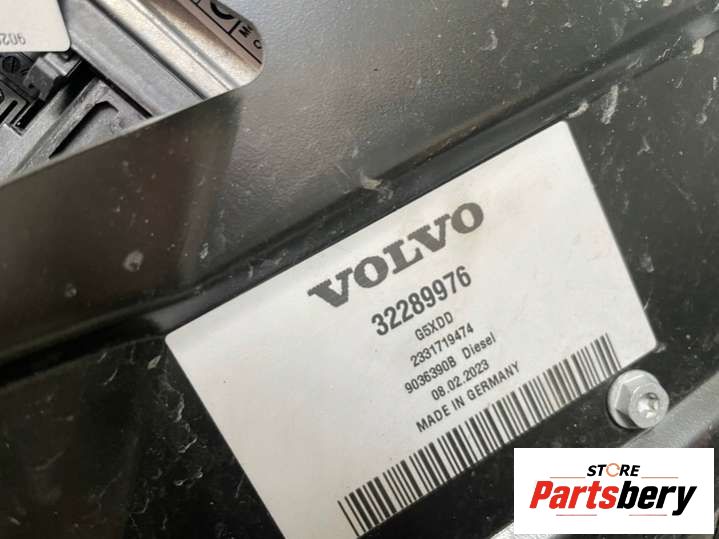 VOLVO
32289976
G5XDD
2331719474
9036390B Diesel
08.02.2023
MADE IN GERMANY
STORE
Partsbery